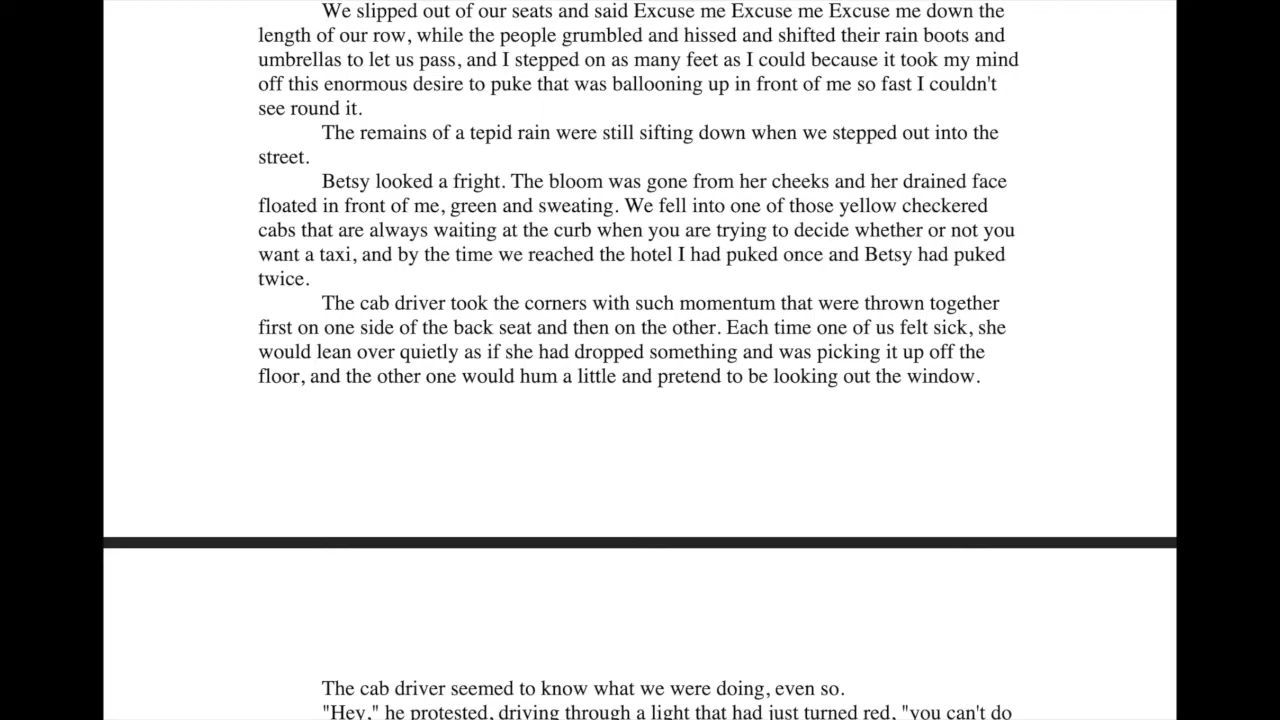 We slipped out of our seats and said Excuse me Excuse me Excuse me down the
length of our row, while the people grumbled and hissed and shifted their rain boots and
umbrellas to let us pass, and I stepped on as many feet as I could because it took my mind
off this enormous desire to puke that was ballooning up in front of me so fast I couldn't
see round it.
The remains of a tepid rain were still sifting down when we stepped out into the
street.
Betsy looked a fright. The bloom was gone from her cheeks and her drained face
floated in front of me, green and sweating. We fell into one of those yellow checkered
cabs that are always waiting at the curb when you are trying to decide whether or not you
want a taxi, and by the time we reached the hotel I had puked once and Betsy had puked
twice.
The cab driver took the corners with such momentum that were thrown together
first on one side of the back seat and then on the other. Each time one of us felt sick, she
would lean over quietly as if she had dropped something and was picking it up off the
floor, and the other one would hum a little and pretend to be looking out the window.
The cab driver seemed to know what we were doing, even so.
"Hey," he protested, driving through a light that had just turned red, "you can't do